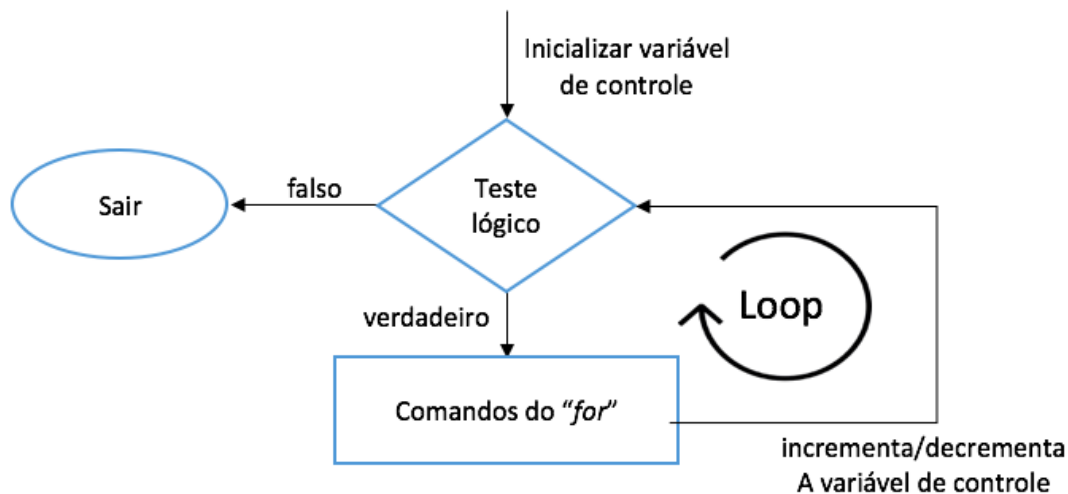 Inicializar variável
de controle
Teste
lógico
falso
Sair
verdadeiro
Loop
Comandos do “for”
incrementa/decrementa
A variável de controle